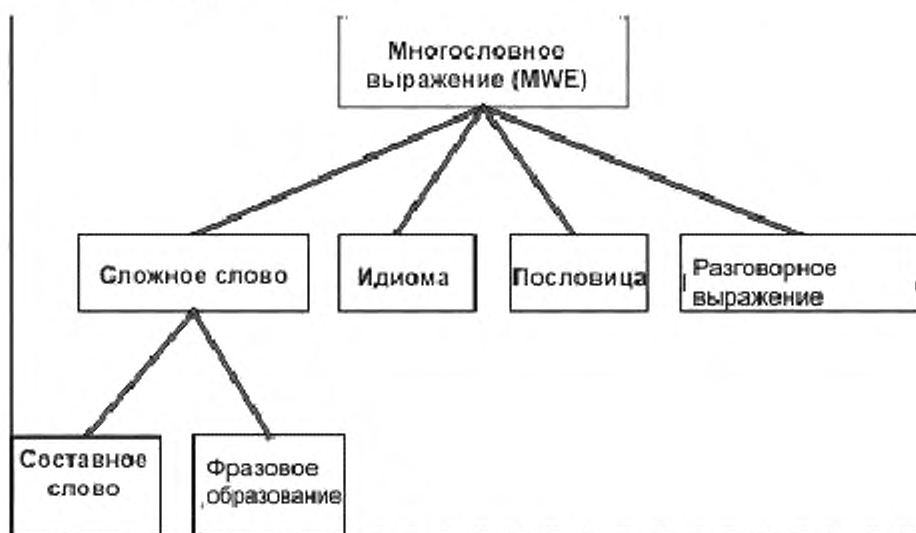 Многословное
выражение (MWE)
Сложное слово
Идиома
Пословица
Разговорное
выражение
Составное
слово
Фразовое
образование